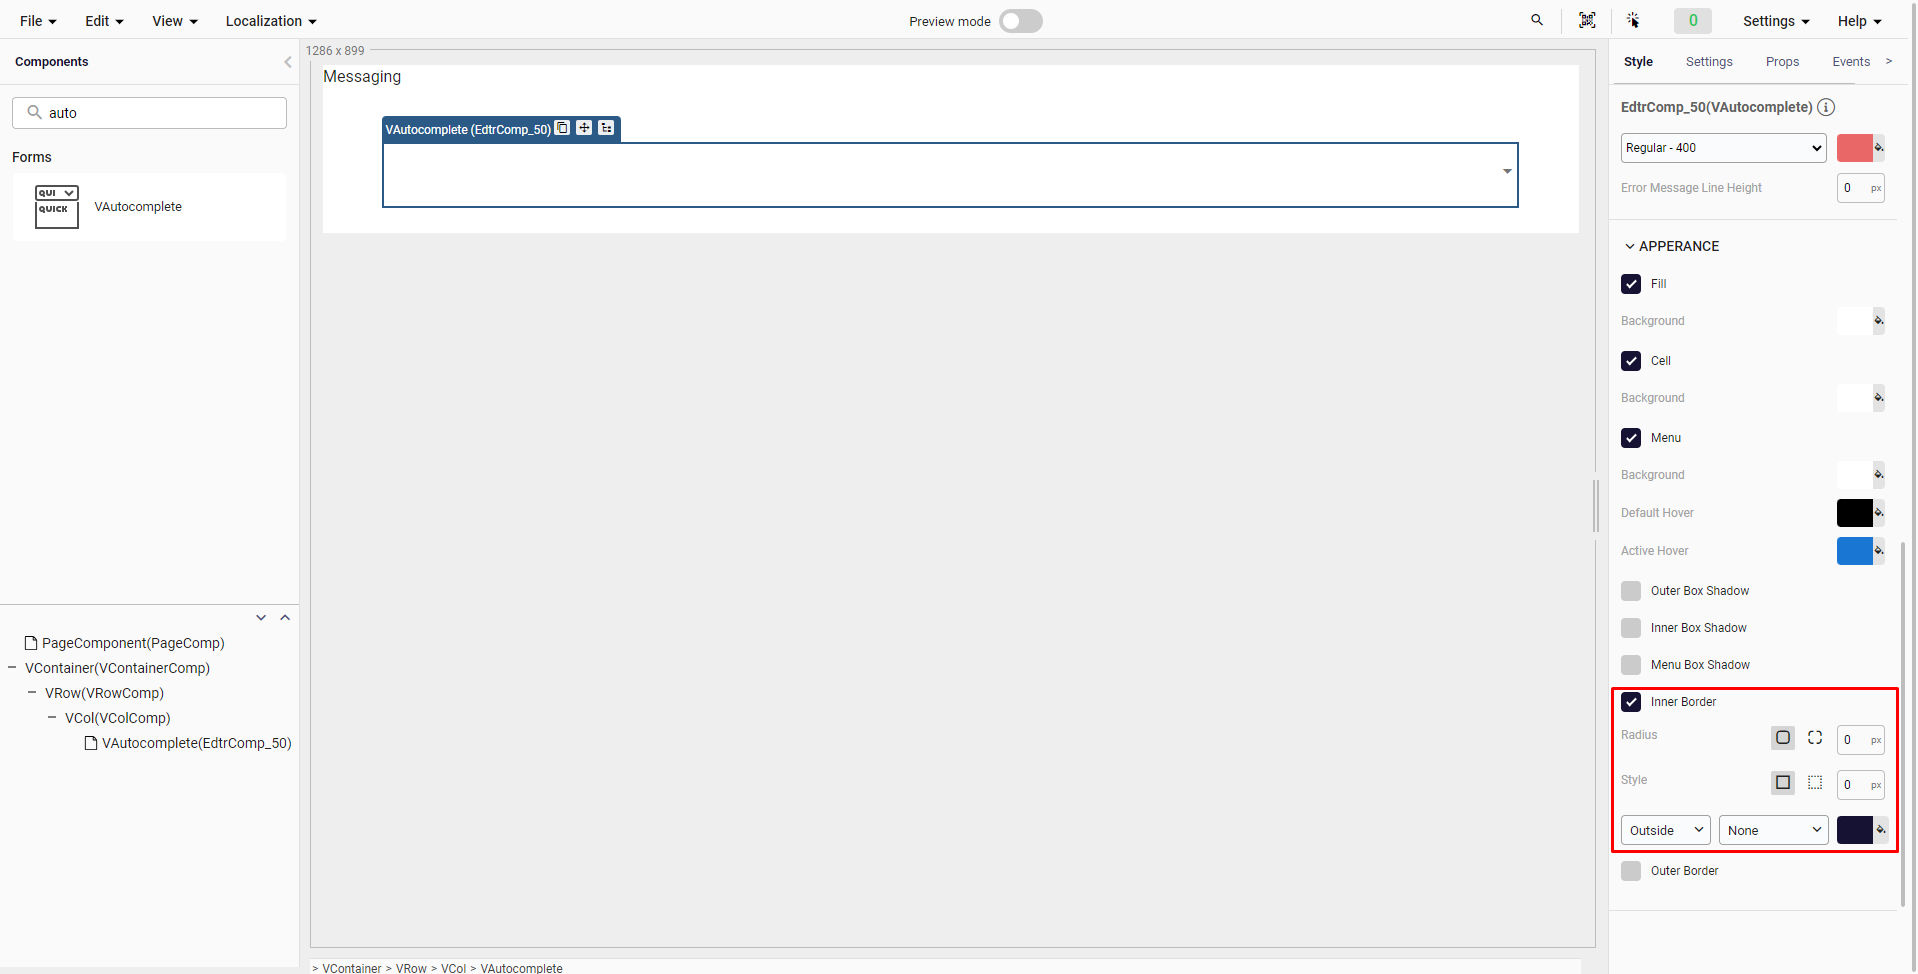 File Edit View Localization Preview mode 0 Settings Help
Components
auto
Forms
QUI
QUICK
VAutocomplete
PageComponent(PageComp)
VContainer(VContainerComp)
VRow(VRowComp)
VCol(VColComp)
VAutocomplete(EdtrComp_50)
1286 x 899
Messaging
VAutocomplete (EdtrComp_50)
> VContainer > VRow > VCol > VAutocomplete
Style Settings Props Events >
EdtrComp_50(VAutocomplete)
Regular - 400
Error Message Line Height 0 px
APPERANCE
Fill
Background
Cell
Background
Menu
Background
Default Hover
Active Hover
Outer Box Shadow
Inner Box Shadow
Menu Box Shadow
Inner Border
Radius 0 px
Style 0 px
Outside None
Outer Border